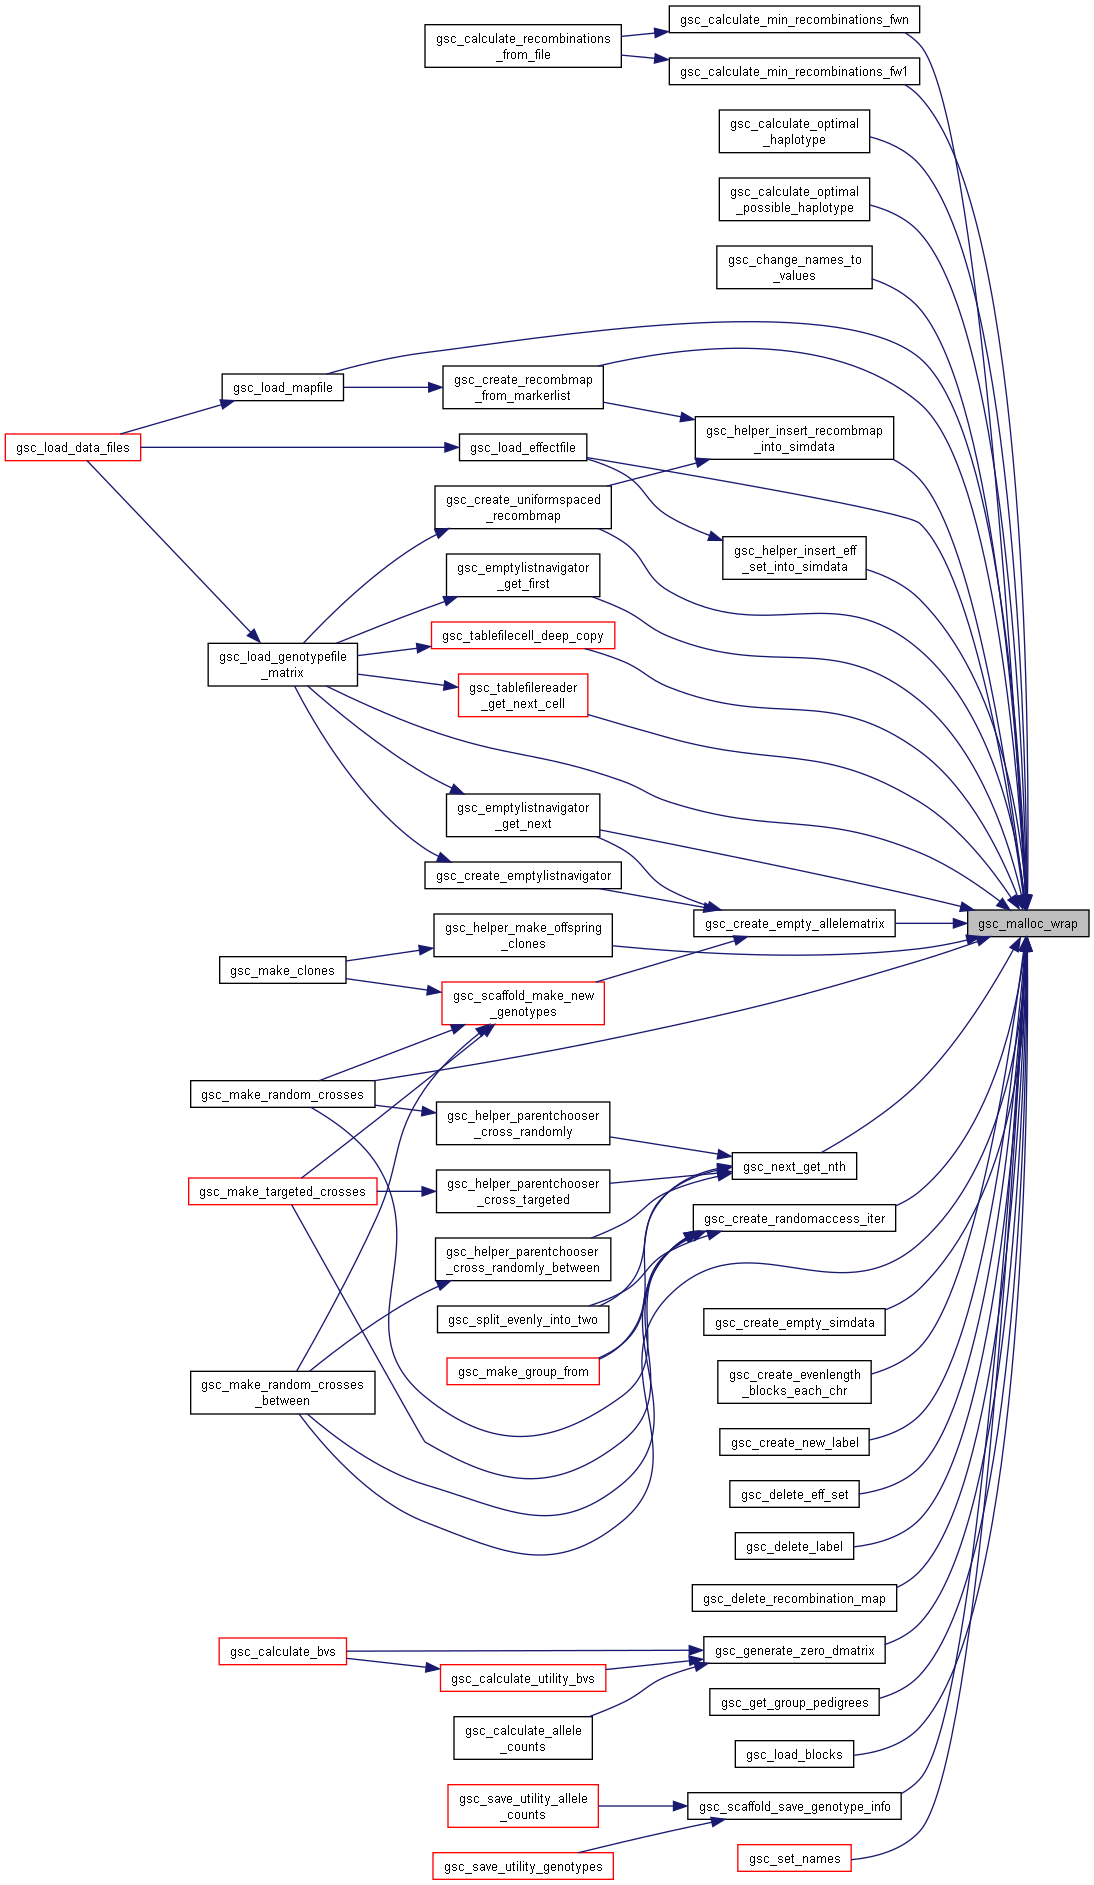 gsc_calculate_min_recombinations_fwn
gsc_calculate_recombinations
_from_file
gsc_calculate_min_recombinations_fw1
gsc_calculate_optimal
_haplotype
gsc_calculate_optimal
_possible_haplotype
gsc_change_names_to
_values
gsc_load_mapfile
gsc_create_recombmap
_from_markerlist
gsc_helper_insert_recombmap
_into_simdata
gsc_load_data_files
gsc_load_effectfile
gsc_create_uniformspaced
_recombmap
gsc_helper_insert_eff
_set_into_simdata
gsc_emptylistnavigator
_get_first
gsc_tablefilecell_deep_copy
gsc_load_genotypefile
_matrix
gsc_tablefilereader
_get_next_cell
gsc_emptylistnavigator
_get_next
gsc_create_emptylistnavigator
gsc_create_empty_allelematrix
gsc_malloc_wrap
gsc_helper_make_offspring
_clones
gsc_make_clones
gsc_scaffold_make_new
_genotypes
gsc_make_random_crosses
gsc_helper_parentchooser
_cross_randomly
gsc_next_get_nth
gsc_make_targeted_crosses
gsc_helper_parentchooser
_cross_targeted
gsc_create_randomaccess_iter
gsc_helper_parentchooser
_cross_randomly_between
gsc_split_evenly_into_two
gsc_create_empty_simdata
gsc_make_group_from
gsc_create_evenlength
_blocks_each_chr
gsc_make_random_crosses
_between
gsc_create_new_label
gsc_delete_eff_set
gsc_delete_label
gsc_delete_recombination_map
gsc_calculate_bvs
gsc_generate_zero_dmatrix
gsc_calculate_utility_bvs
gsc_get_group_pedigrees
gsc_calculate_allele
_counts
gsc_load_blocks
gsc_save_utility_allele
_counts
gsc_scaffold_save_genotype_info
gsc_save_utility_genotypes
gsc_set_names